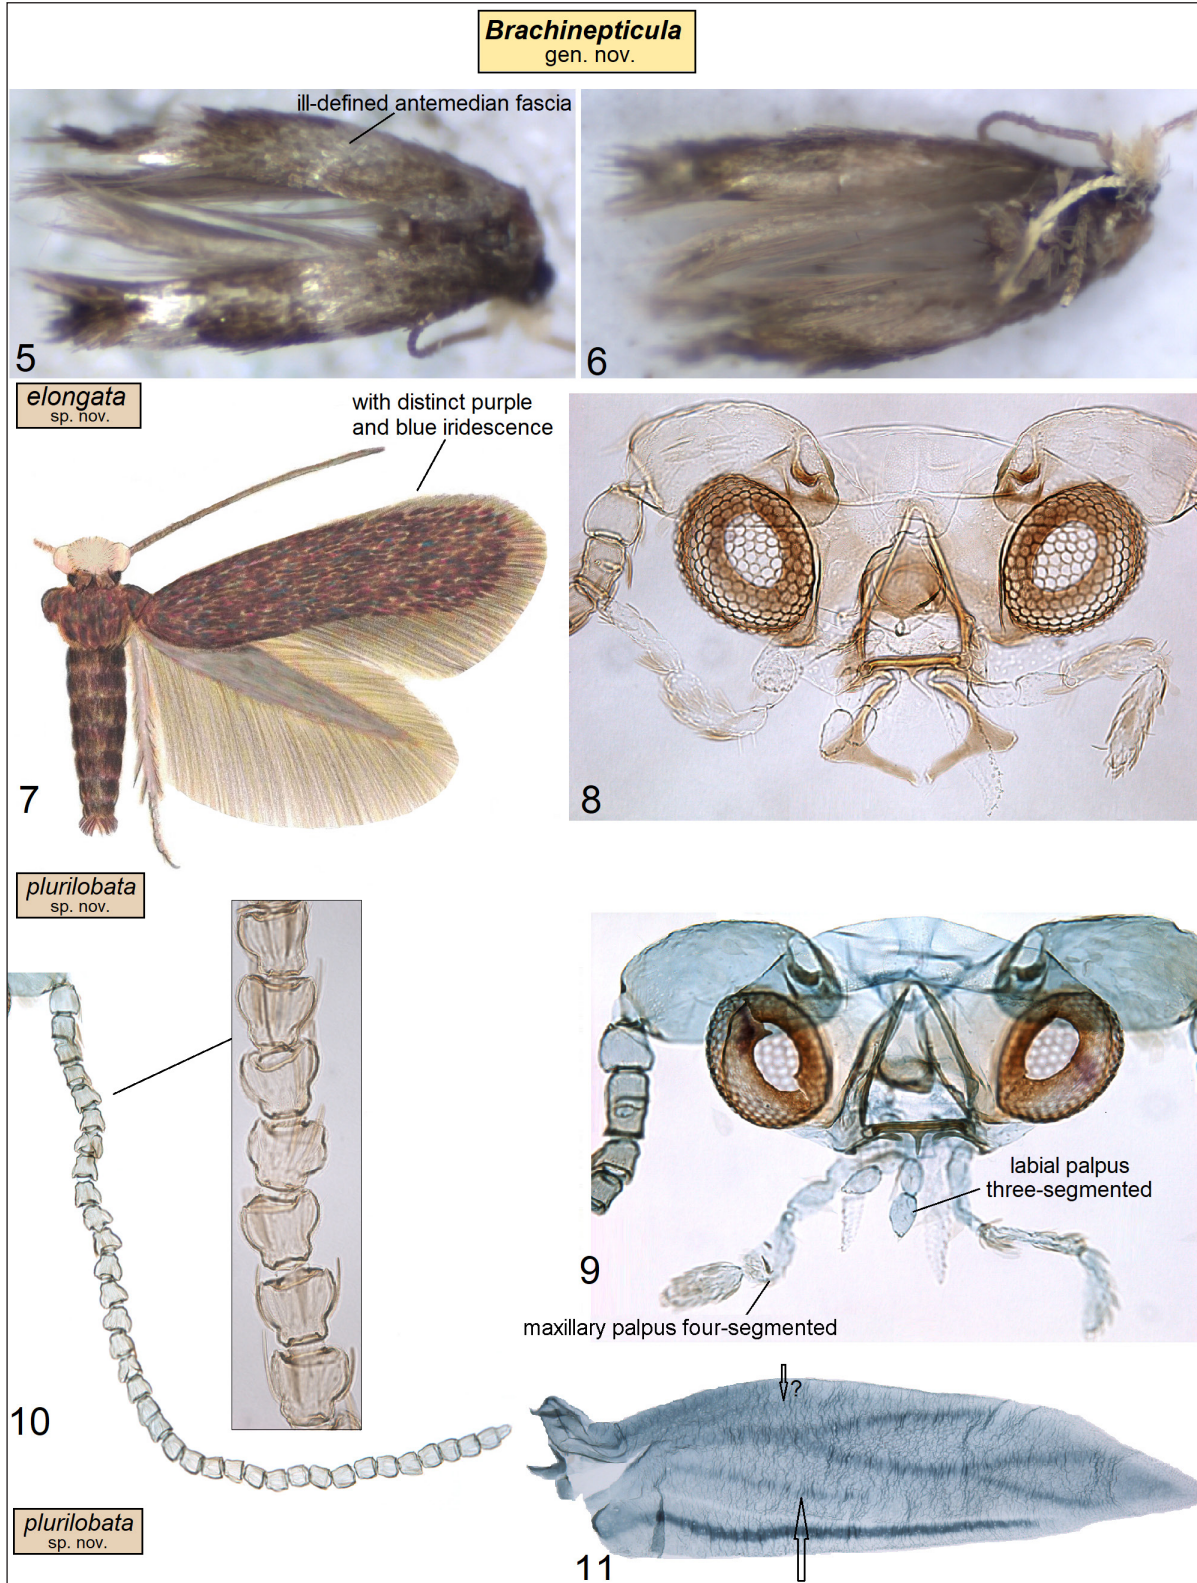 Brachinepticula
gen. nov.
ill-defined antemedian fascia
5
6
elongata
sp. nov.
with distinct purple
and blue iridescence
7
8
plurilobata
sp. nov.
labial palpus
three-segmented
9
maxillary palpus four-segmented
10
?
plurilobata
sp. nov.
11